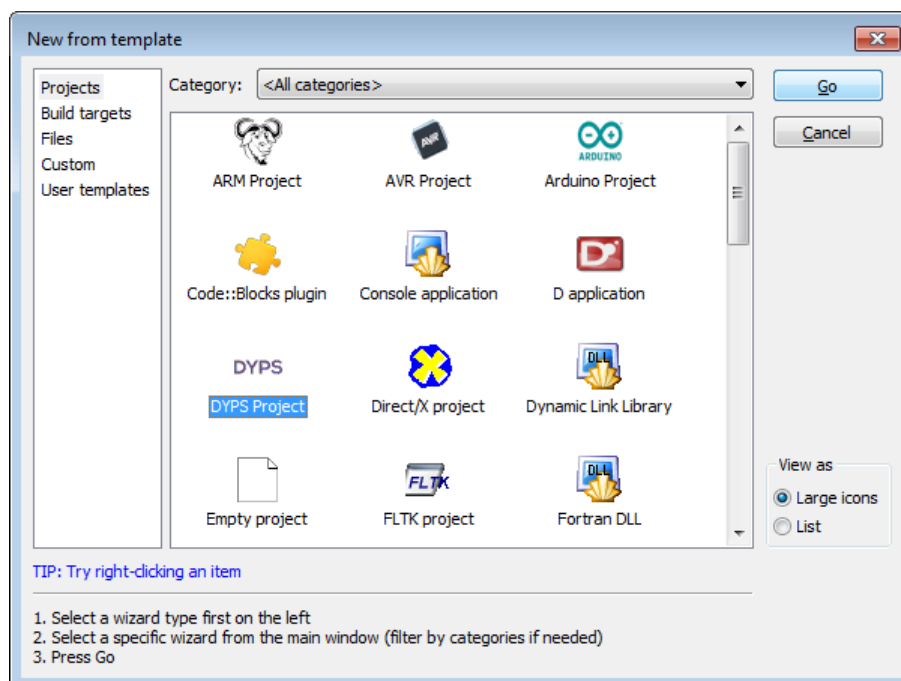 New from template
Projects
Build targets
Files
Custom
User templates
Category: <All categories>
Go
Cancel
AVR
ARDUINO
ARM Project AVR Project Arduino Project
Code::Blocks plugin Console application D application
DYPS
DLL
DYPS Project Direct/X project Dynamic Link Library
FLTK
DLL
Empty project FLTK project Fortran DLL
View as
Large icons
List
TIP: Try right-clicking an item
1. Select a wizard type first on the left
2. Select a specific wizard from the main window (filter by categories if needed)
3. Press Go